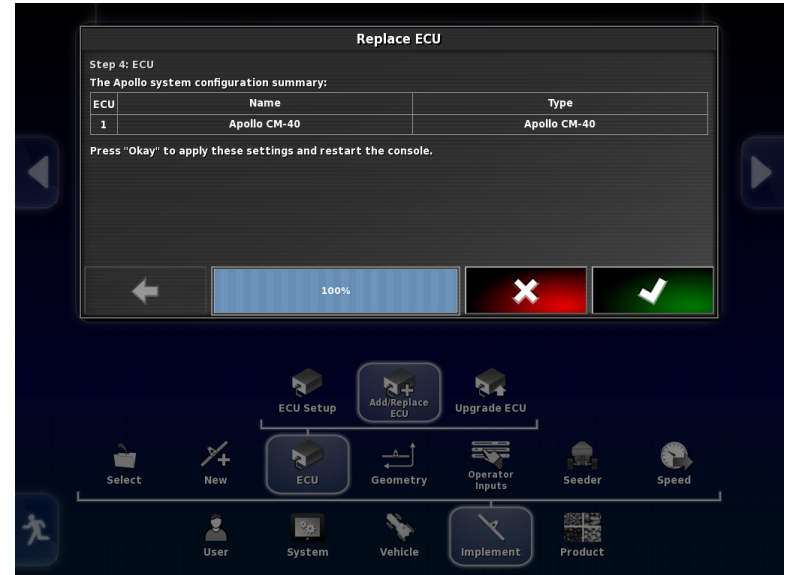 Replace ECU
Step 4: ECU
The Apollo system configuration summary:
ECU Name Type
1 Apollo CM-40 Apollo CM-40
Press "Okay" to apply these settings and restart the console.
100%
ECU Setup
Add/Replace
ECU
Upgrade ECU
Select
New
ECU
Geometry
Operator
Inputs
Seeder
Speed
User
System
Vehicle
Implement
Product